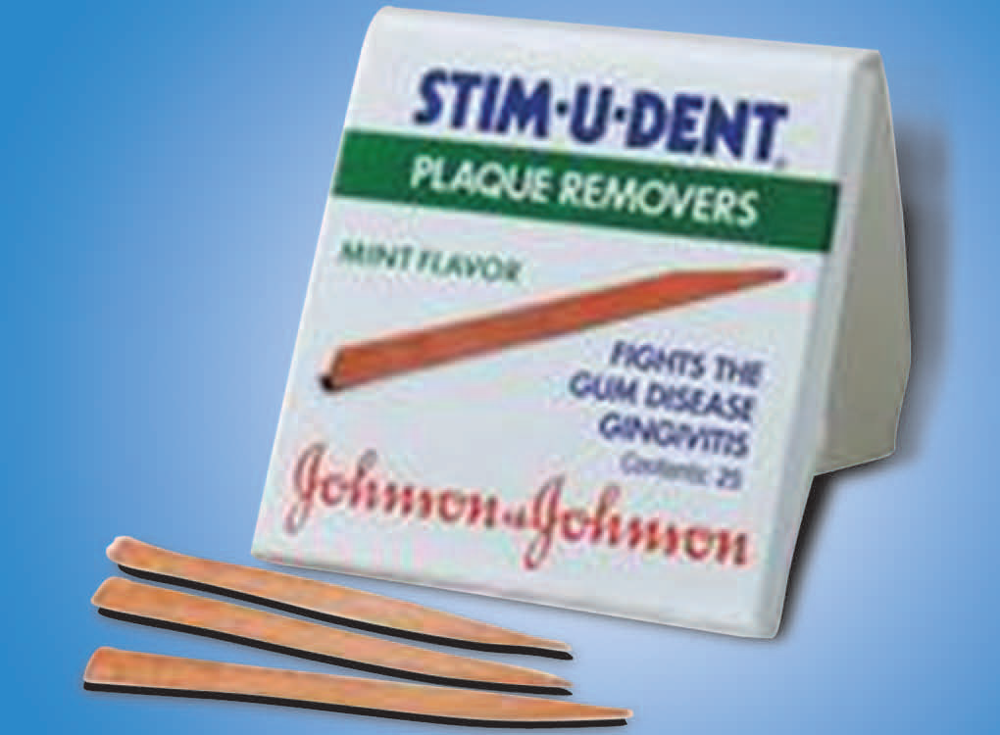 STIM·U·DENT
PLAQUE REMOVERS
MINT FLAVOR
FIGHTS THE
GUM DISEASE
GINGIVITIS
Contents: 25
Johnson & Johnson